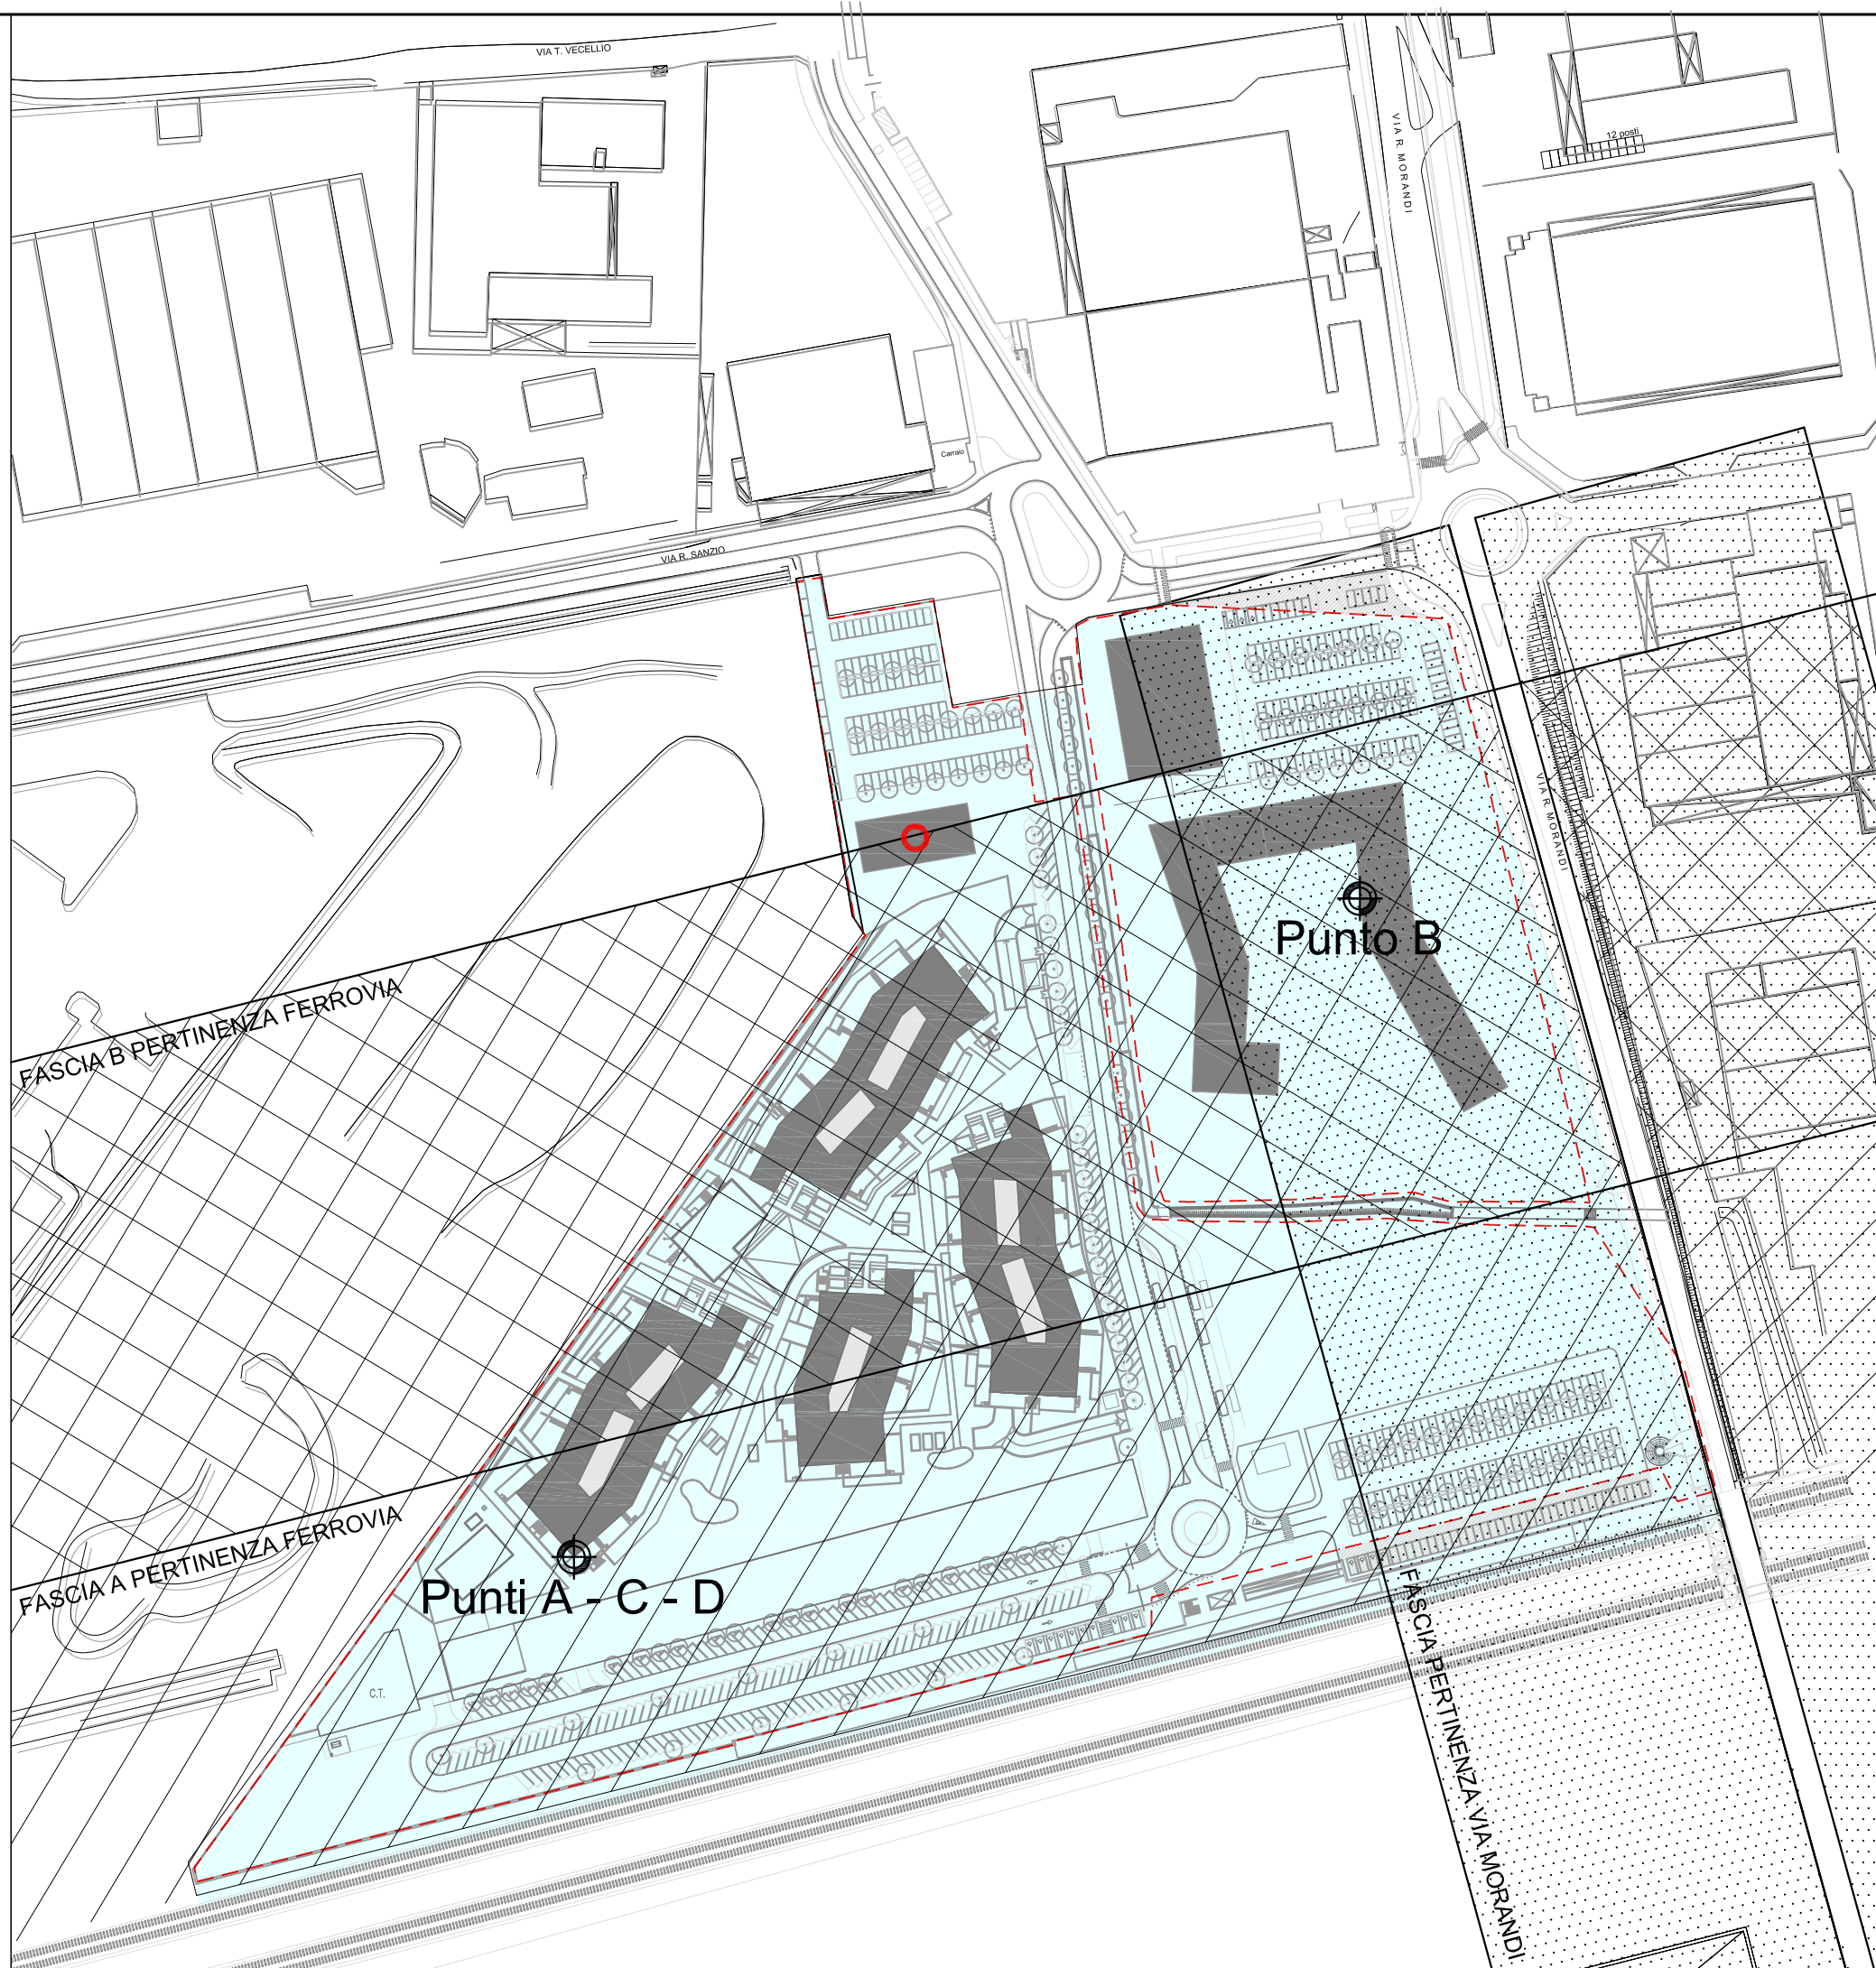 VIA T. VECELLIO
VIA R. MORANDI
12 posti
Carraio
VIA R. SANZIO
VIA R. MORANDI
Punto B
FASCIA B PERTINENZA FERROVIA
FASCIA A PERTINENZA FERROVIA
Punti A - C - D
FASCIA PERTINENZA VIA MORANDI
C.T.